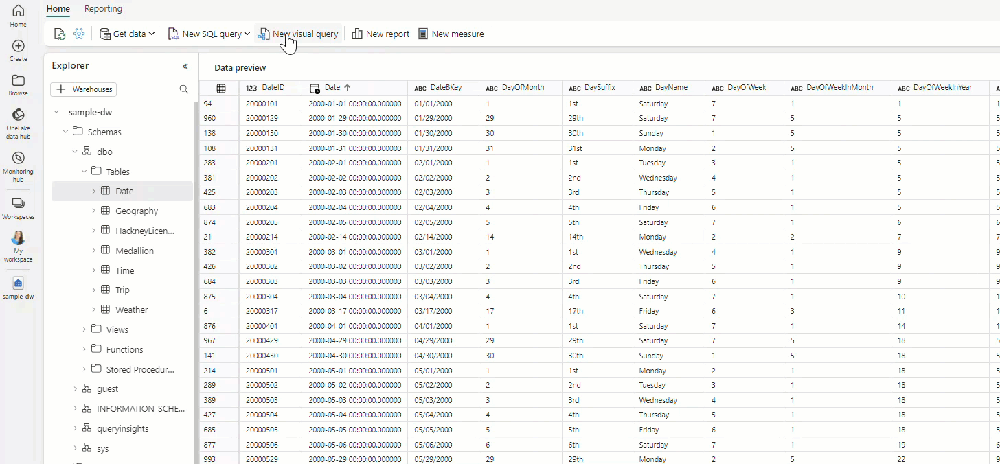 Home Reporting
Get data New SQL query New visual query New report New measure
Home
Create
Browse
OneLake
data hub
Monitoring
hub
Workspaces
My
workspace
sample-dw
Explorer
Warehouses
sample-dw
Schemas
dbo
Tables
Date
Geography
HackneyLicen...
Medallion
Time
Trip
Weather
Views
Functions
Stored Procedur...
guest
INFORMATION_SCHE...
queryinsights
sys
Data preview
123 DateID Date ABC DateBKey ABC DayOfMonth ABC DaySuffix ABC DayName ABC DayOfWeek ABC DayOfWeekInMonth ABC DayOfWeekInYear
94 20000101 2000-01-01 00:00:00.000000 01/01/2000 1 1st Saturday 7 1 1
960 20000129 2000-01-29 00:00:00.000000 01/29/2000 29 29th Saturday 7 5 5
138 20000130 2000-01-30 00:00:00.000000 01/30/2000 30 30th Sunday 1 5 5
108 20000131 2000-01-31 00:00:00.000000 01/31/2000 31 31st Monday 2 5 5
283 20000201 2000-02-01 00:00:00.000000 02/01/2000 1 1st Tuesday 3 1 5
381 20000202 2000-02-02 00:00:00.000000 02/02/2000 2 2nd Wednesday 4 1 5
425 20000203 2000-02-03 00:00:00.000000 02/03/2000 3 3rd Thursday 5 1 5
683 20000204 2000-02-04 00:00:00.000000 02/04/2000 4 4th Friday 6 1 5
874 20000205 2000-02-05 00:00:00.000000 02/05/2000 5 5th Saturday 7 1 6
21 20000214 2000-02-14 00:00:00.000000 02/14/2000 14 14th Monday 2 2 7
382 20000301 2000-03-01 00:00:00.000000 03/01/2000 1 1st Wednesday 4 1 9
426 20000302 2000-03-02 00:00:00.000000 03/02/2000 2 2nd Thursday 5 1 9
684 20000303 2000-03-03 00:00:00.000000 03/03/2000 3 3rd Friday 6 1 9
875 20000304 2000-03-04 00:00:00.000000 03/04/2000 4 4th Saturday 7 1 10
6 20000317 2000-03-17 00:00:00.000000 03/17/2000 17 17th Friday 6 3 11
876 20000401 2000-04-01 00:00:00.000000 04/01/2000 1 1st Saturday 7 1 14
967 20000429 2000-04-29 00:00:00.000000 04/29/2000 29 29th Saturday 7 5 18
141 20000430 2000-04-30 00:00:00.000000 04/30/2000 30 30th Sunday 1 5 18
214 20000501 2000-05-01 00:00:00.000000 05/01/2000 1 1st Monday 2 1 18
289 20000502 2000-05-02 00:00:00.000000 05/02/2000 2 2nd Tuesday 3 1 18
389 20000503 2000-05-03 00:00:00.000000 05/03/2000 3 3rd Wednesday 4 1 18
427 20000504 2000-05-04 00:00:00.000000 05/04/2000 4 4th Thursday 5 1 18
685 20000505 2000-05-05 00:00:00.000000 05/05/2000 5 5th Friday 6 1 18
877 20000506 2000-05-06 00:00:00.000000 05/06/2000 6 6th Saturday 7 1 19
993 20000529 2000-05-29 00:00:00.000000 05/29/2000 29 29th Monday 2 5 22